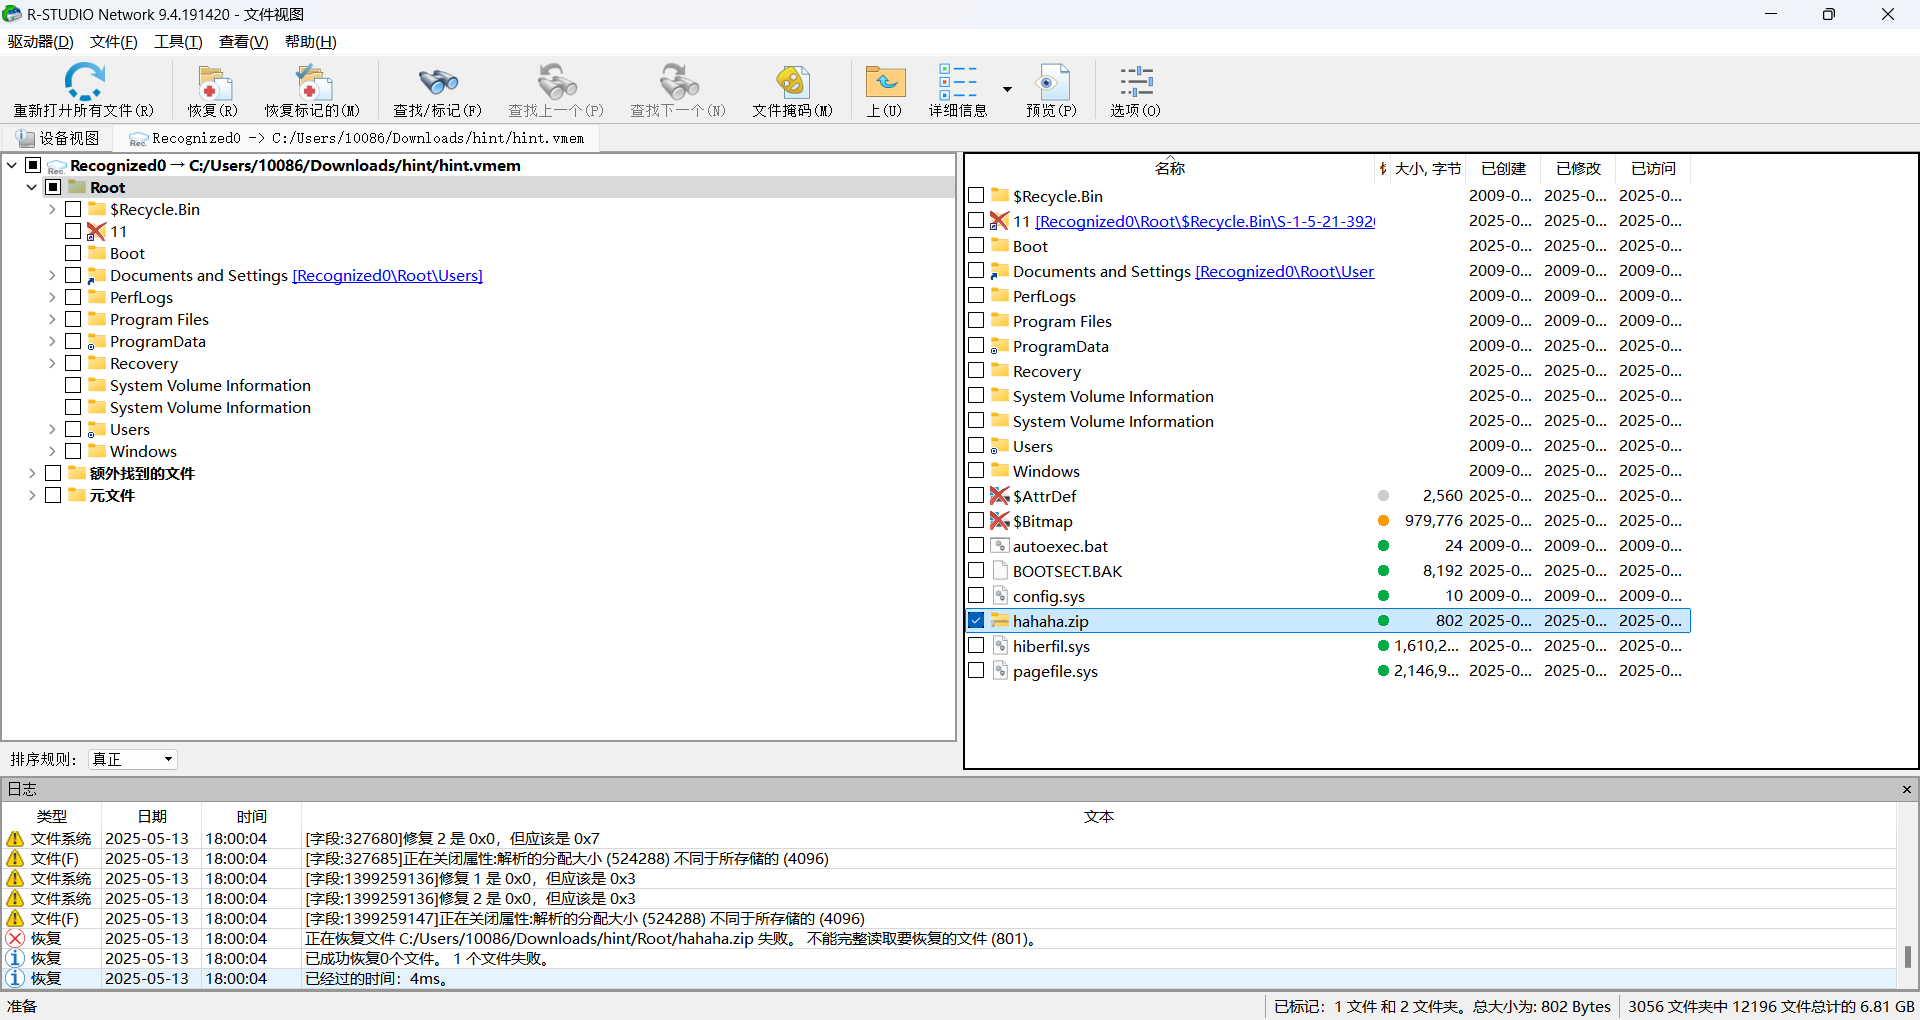 R-STUDIO Network 9.4.191420 - 文件视图
驱动器(D) 文件(F) 工具(T) 查看(V) 帮助(H)
重新打廾所有文件(R) 恢复(R) 恢复标记的(M) 查找/标记(F) 查找上一个(P) 查找下一个(N) 文件掩码(M) 上(U) 详细信息 预览(P) 选项(O)
设备视图 Rec. Recognized0 -> C:/Users/10086/Downloads/hint/hint.vmem
Rec. Recognized0 → C:/Users/10086/Downloads/hint/hint.vmem
Root
$Recycle.Bin
11
Boot
Documents and Settings [Recognized0\Root\Users]
PerfLogs
Program Files
ProgramData
Recovery
System Volume Information
System Volume Information
Users
Windows
额外找到的文件
元文件
排序规则: 真正
名称 大小, 字节 已创建 已修改 已访问
$Recycle.Bin 2009-0... 2025-0... 2025-0...
11 [Recognized0\Root\$Recycle.Bin\S-1-5-21-392 2025-0... 2025-0... 2025-0...
Boot 2025-0... 2025-0... 2025-0...
Documents and Settings [Recognized0\Root\User 2009-0... 2009-0... 2009-0...
PerfLogs 2009-0... 2009-0... 2009-0...
Program Files 2009-0... 2025-0... 2025-0...
ProgramData 2009-0... 2025-0... 2025-0...
Recovery 2025-0... 2025-0... 2025-0...
System Volume Information 2025-0... 2025-0... 2025-0...
System Volume Information 2025-0... 2025-0... 2025-0...
Users 2009-0... 2025-0... 2025-0...
Windows 2009-0... 2025-0... 2025-0...
$AttrDef 2,560 2025-0... 2025-0... 2025-0...
$Bitmap 979,776 2025-0... 2025-0... 2025-0...
autoexec.bat 24 2009-0... 2009-0... 2009-0...
BOOTSECT.BAK 8,192 2025-0... 2025-0... 2025-0...
config.sys 10 2009-0... 2009-0... 2009-0...
hahaha.zip 802 2025-0... 2025-0... 2025-0...
hiberfil.sys 1,610,2... 2025-0... 2025-0... 2025-0...
pagefile.sys 2,146,9... 2025-0... 2025-0... 2025-0...
日志
类型 日期 时间 文本
文件系统 2025-05-13 18:00:04 [字段:327680]修复 2 是 0x0，但应该是 0x7
文件(F) 2025-05-13 18:00:04 [字段:327685]正在关闭属性:解析的分配大小 (524288) 不同于所存储的 (4096)
文件系统 2025-05-13 18:00:04 [字段:1399259136]修复 1 是 0x0，但应该是 0x3
文件系统 2025-05-13 18:00:04 [字段:1399259136]修复 2 是 0x0，但应该是 0x3
文件(F) 2025-05-13 18:00:04 [字段:1399259147]正在关闭属性:解析的分配大小 (524288) 不同于所存储的 (4096)
恢复 2025-05-13 18:00:04 正在恢复文件 C:/Users/10086/Downloads/hint/Root/hahaha.zip 失败。 不能完整读取要恢复的文件 (801)。
恢复 2025-05-13 18:00:04 已成功恢复0个文件。 1 个文件失败。
恢复 2025-05-13 18:00:04 已经过的时间：4ms。
准备 已标记：1 文件 和 2 文件夹。总大小为: 802 Bytes 3056 文件夹中 12196 文件总计的 6.81 GB